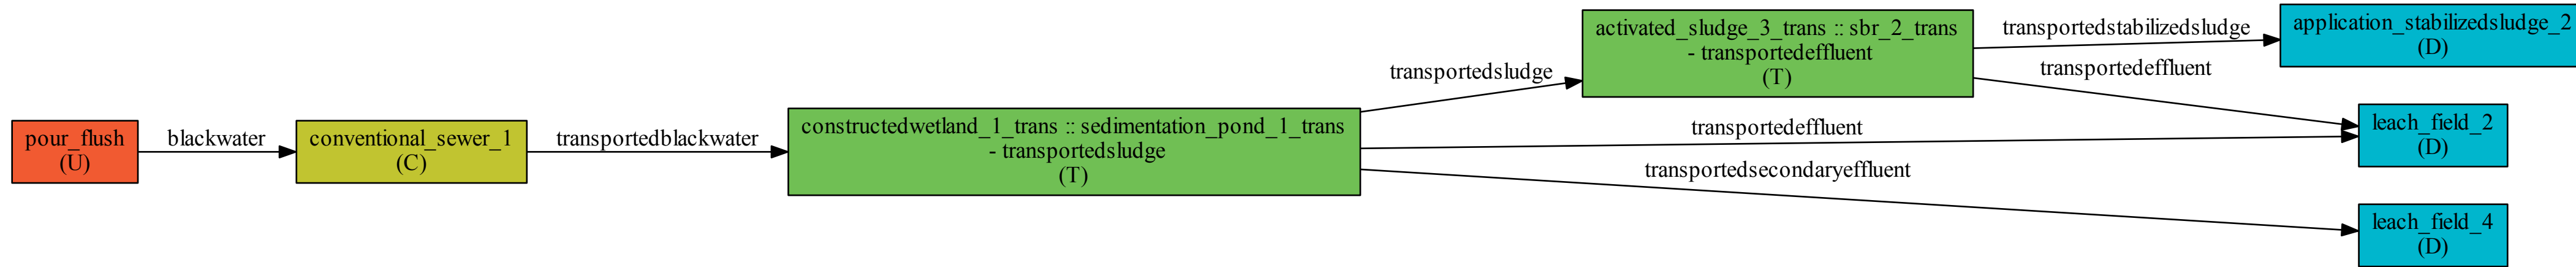 pour_flush
(U)
blackwater
conventional_sewer_1
(C)
transportedblackwater
constructedwetland_1_trans :: sedimentation_pond_1_trans
- transportedsludge
(T)
transportedsludge
transportedeffluent
transportedsecondaryeffluent
activated_sludge_3_trans :: sbr_2_trans
- transportedeffluent
(T)
transportedstabilizedsludge
transportedeffluent
application_stabilizedsludge_2
(D)
leach_field_2
(D)
leach_field_4
(D)